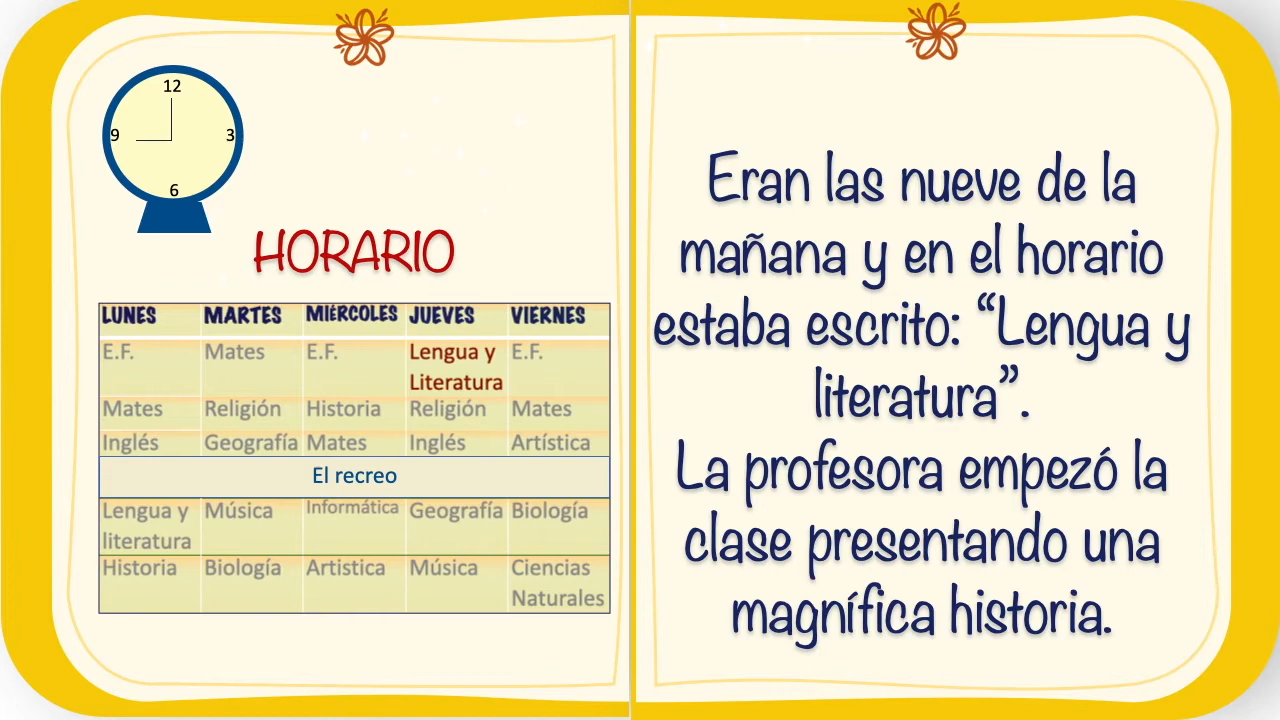 12
9 3
6
HORARIO
LUNES MARTES MIÉRCOLES JUEVES VIERNES
E.F. Mates E.F. Lengua y Literatura E.F.
Mates Religión Historia Religión Mates
Inglés Geografía Mates Inglés Artística
El recreo
Lengua y literatura Música Informática Geografía Biología
Historia Biología Artistica Música Ciencias Naturales
Eran las nueve de la
mañana y en el horario
estaba escrito: “Lengua y
literatura”.
La profesora empezó la
clase presentando una
magnífica historia.